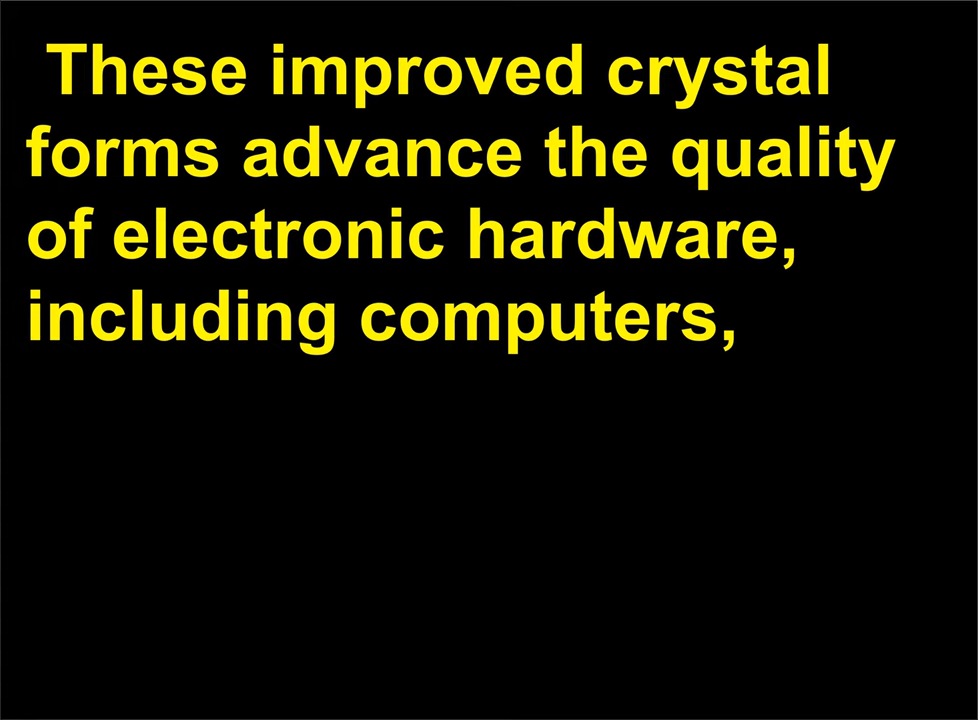 These improved crystal
forms advance the quality
of electronic hardware,
including computers,